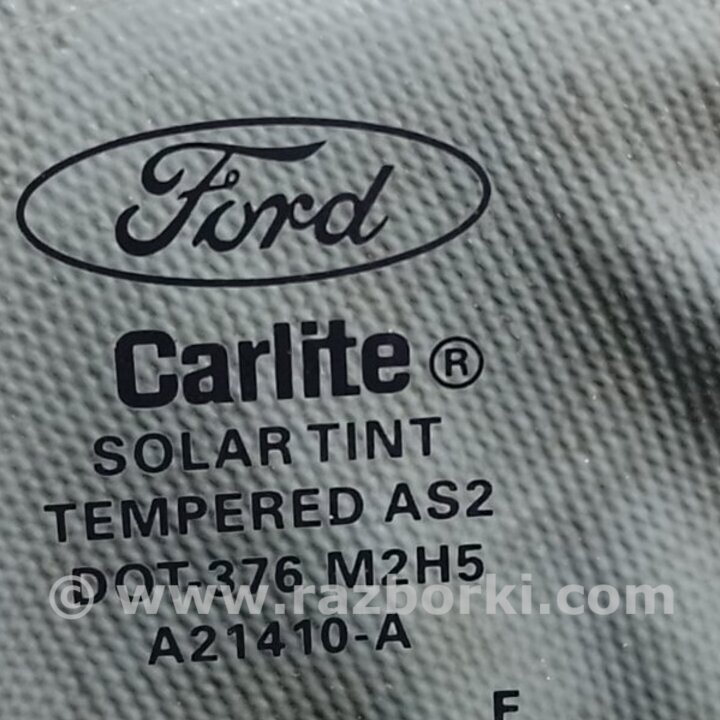 Ford
Carlite ®
SOLAR TINT
TEMPERED AS2
DOT-376 M2H5
© www.razborki.com
A21410-A